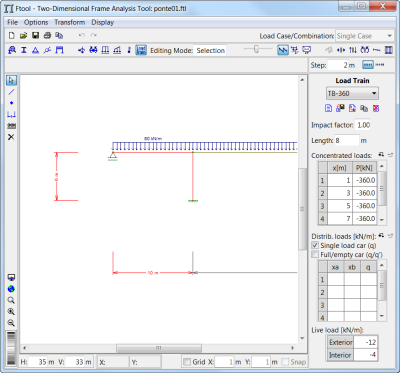 Ftool - Two-Dimensional Frame Analysis Tool: ponte01.ftl
File Options Transform Display
Load Case/Combination: Single Case
Editing Mode: Selection
Step: 2 m
Load Train
TB-360
Impact factor: 1.00
Length: 8 m
Concentrated loads:
x[m] P[kN]
1 1 -360.0
2 3 -360.0
3 5 -360.0
4 7 -360.0
Distrib. loads [kN/m]:
Single load car (q)
Full/empty car (q/q')
xa xb q
1
2
3
4
Live load [kN/m]:
Exterior -12
Interior -4
10 m
H: 35 m V: 33 m X: Y: Grid X: 1 m Y: 1 m Snap